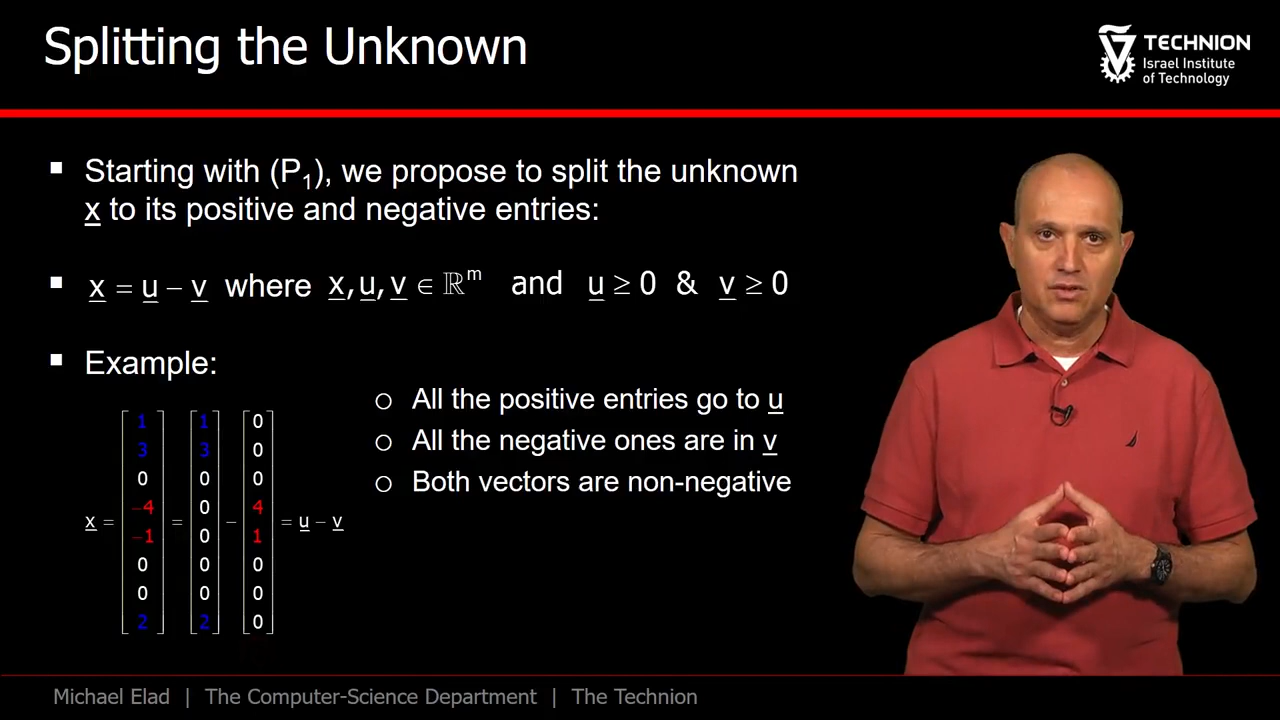 Splitting the Unknown
TECHNION
Israel Institute
of Technology
▪ Starting with (P₁), we propose to split the unknown
x̲ to its positive and negative entries:
▪ x̲ = u̲ − v̲ where x̲, u̲, v̲ ∈ ℝᵐ and u̲ ≥ 0 & v̲ ≥ 0
▪ Example:
o All the positive entries go to u̲
o All the negative ones are in v̲
o Both vectors are non-negative
1 1 0
3 3 0
0 0 0
−4 0 4
x̲ = = − = u̲ − v̲
−1 0 1
0 0 0
0 0 0
2 2 0
Michael Elad | The Computer-Science Department | The Technion